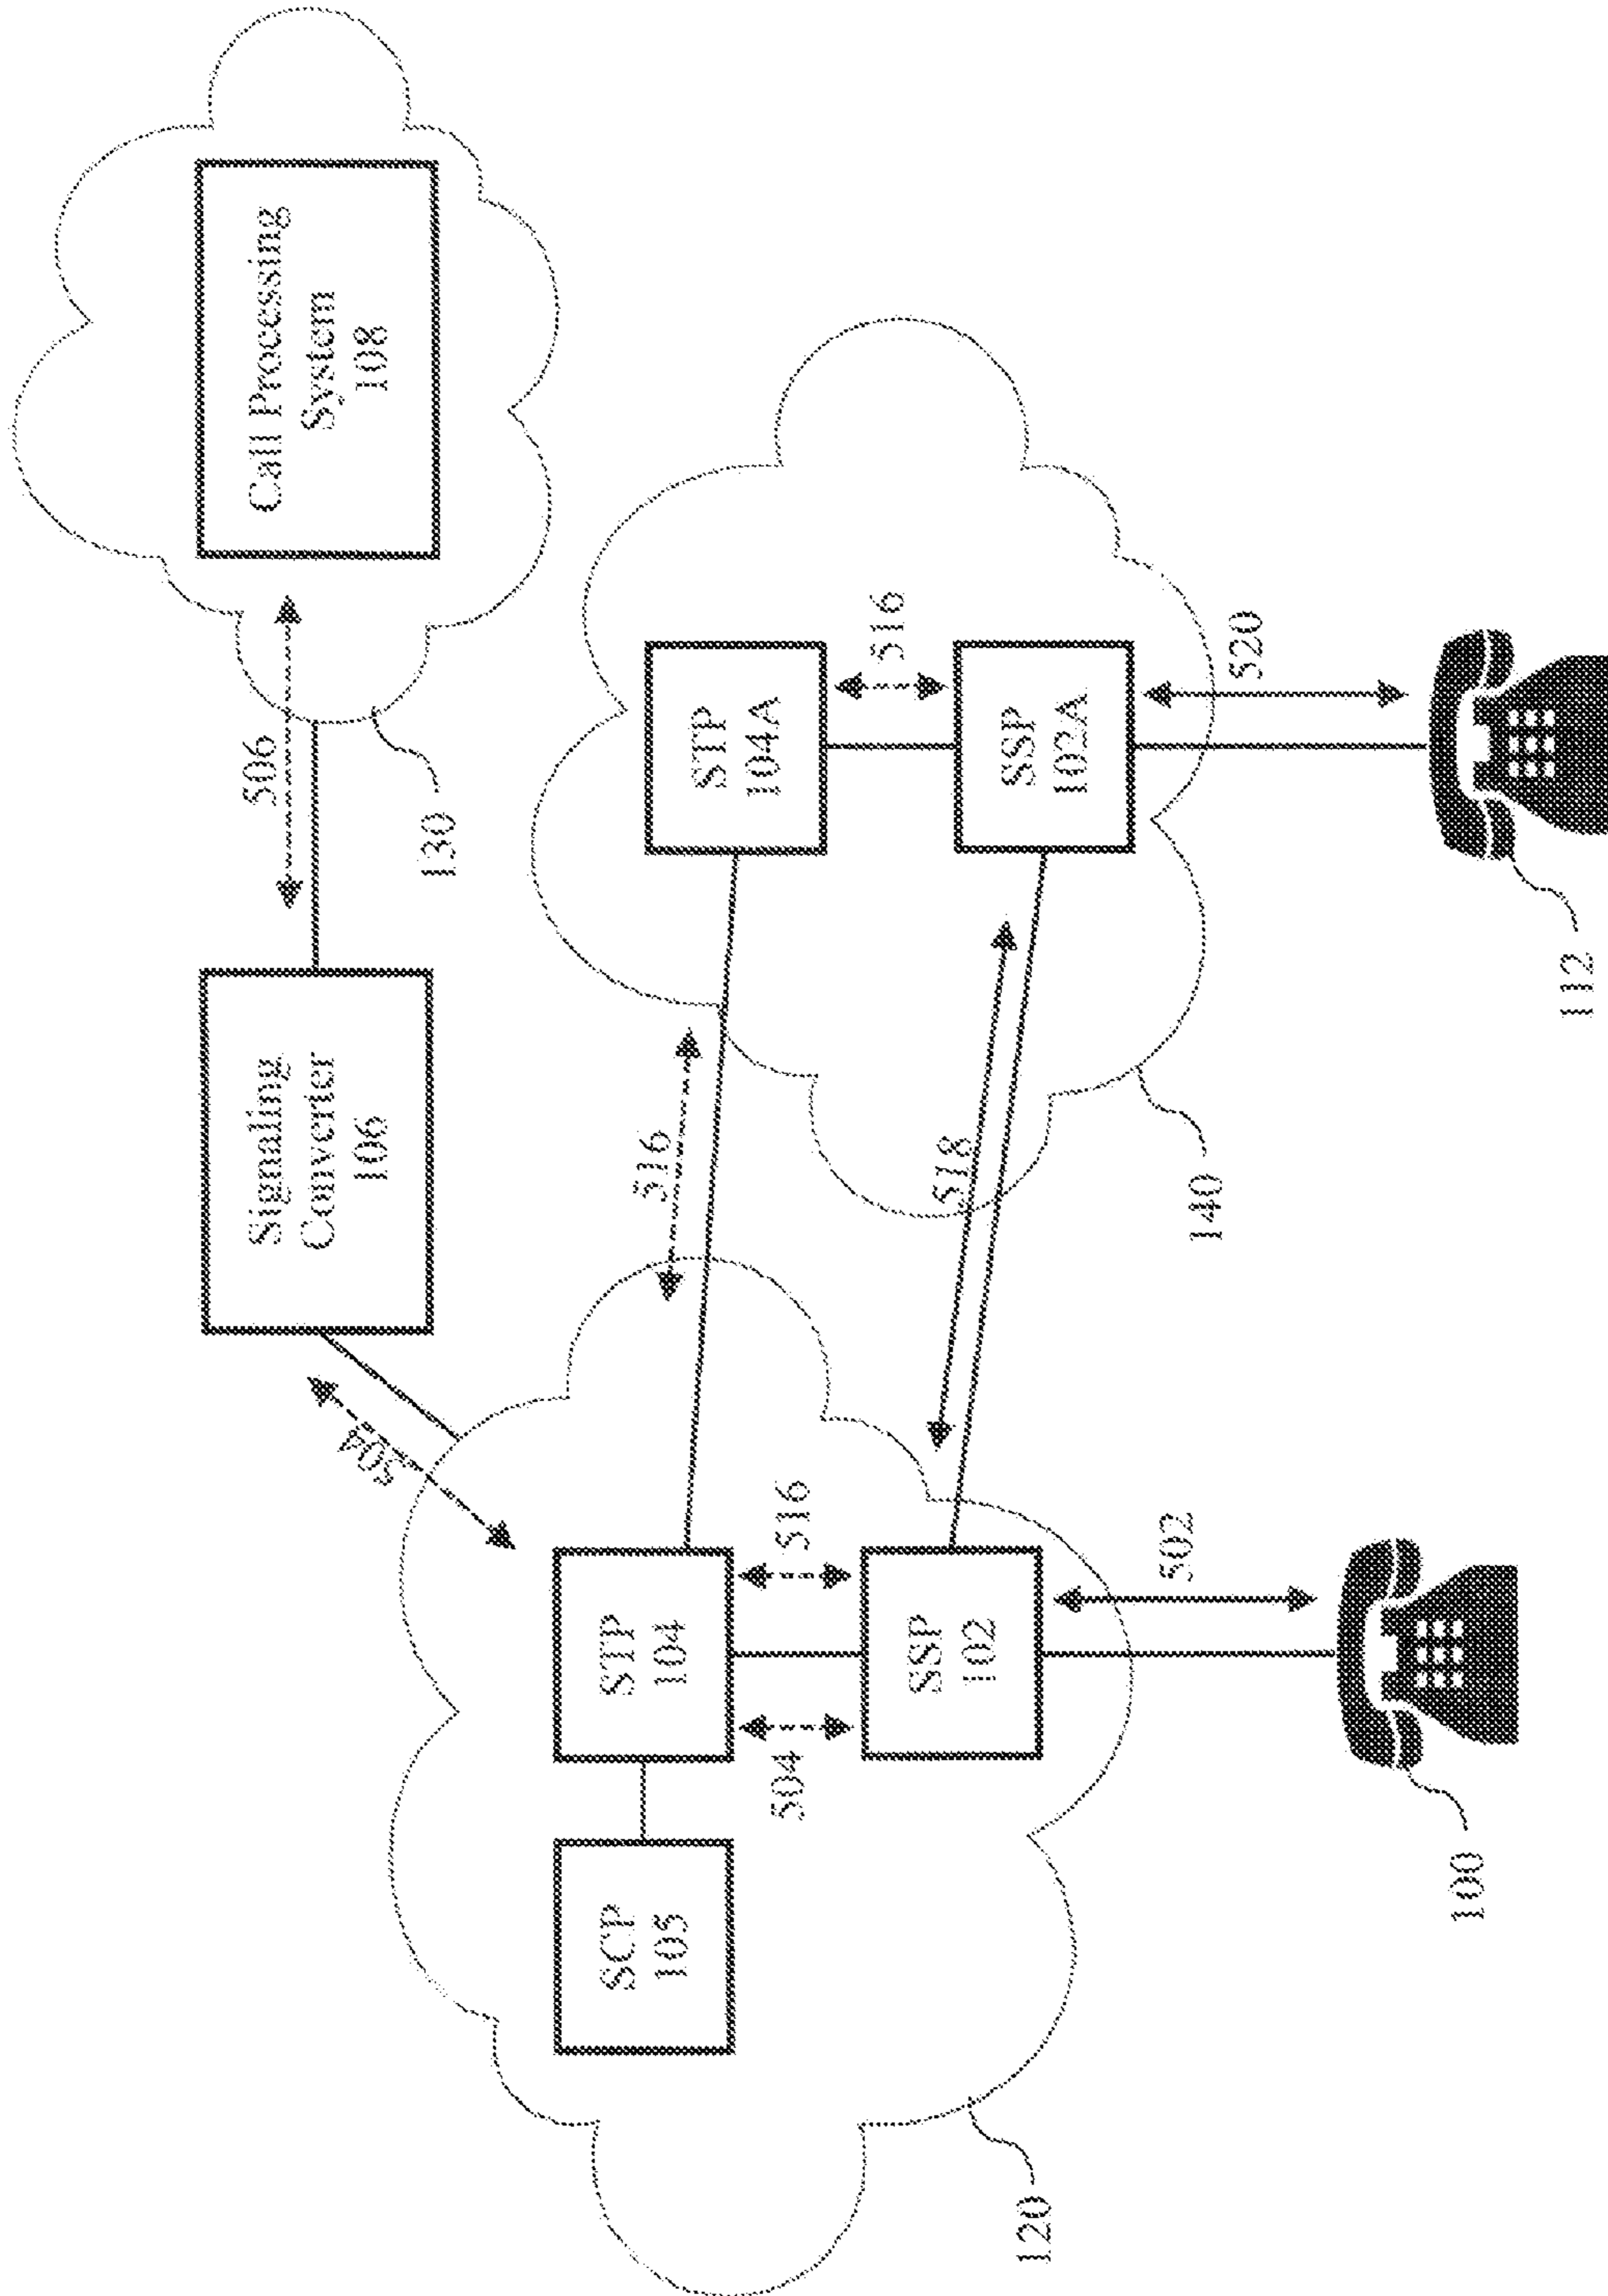 Signaling
Converter
106
506
Call Processing
System
108
504
130
SCP
105
STP
104
516
STP
104A
504
516
516
SSP
102
518
SSP
102A
120
502
140
520
100
112